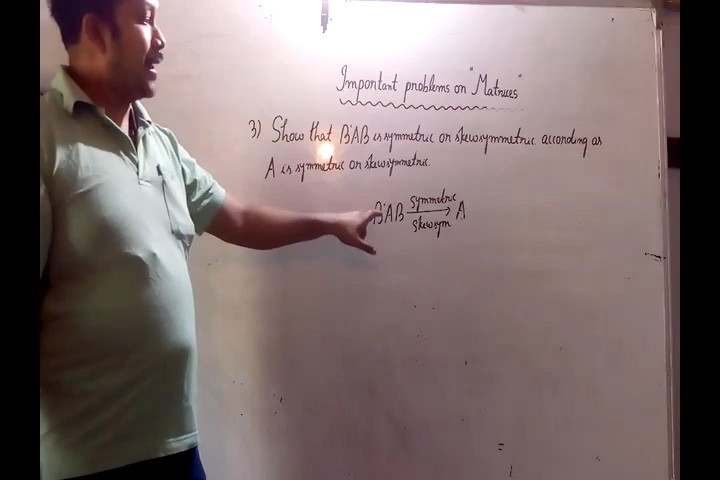 Important problems on "Matrices"
3) Show that B'AB is symmetric or skewsymmetric according as
A is symmetric or skewsymmetric.
B'AB symmetric skewsym A